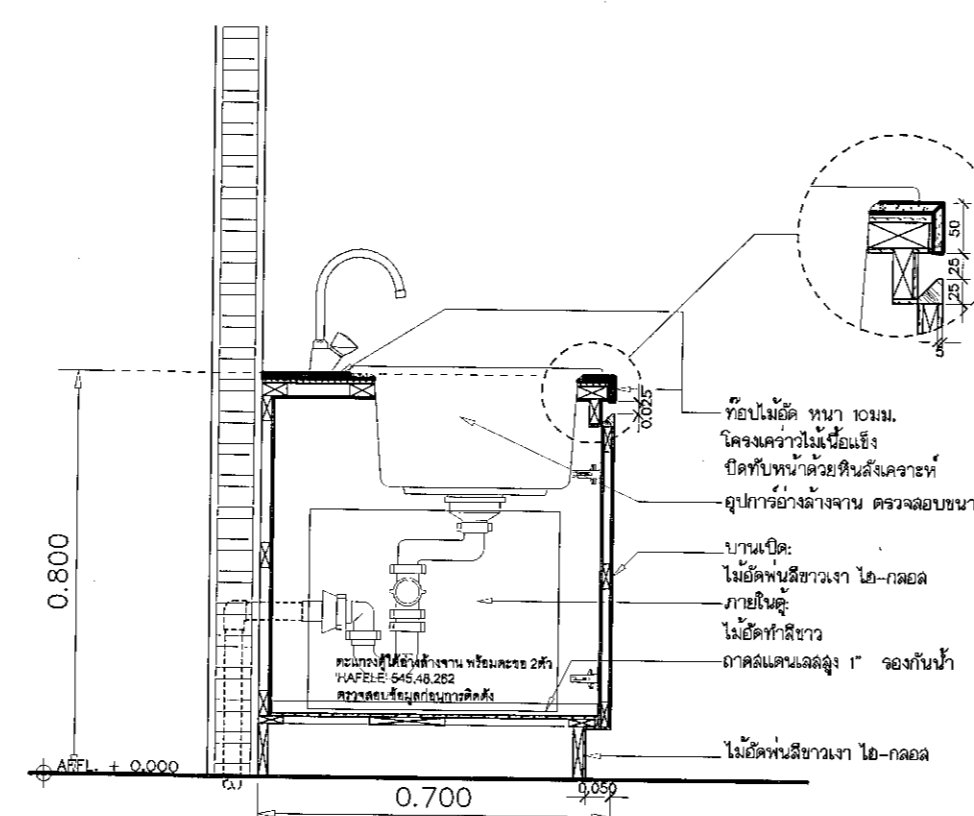 50
25
25
5
0.025
ท๊อปไม้อัด หนา 10มม.
โครงเคร่าวไม้เนื้อแข็ง
ปิดทับหน้าด้วยหินสังเคราะห์
อุปการ์อ่างล้างจาน ตรวจสอบขนา
บานเปิด:
ไม้อัดพ่นสีขาวเงา ไฮ-กลอส
ภายในตู้:
ไม้อัดทำสีขาว
ถาดสแตนเลสสูง 1" รองกันน้ำ
0.800
ตะแกรงตู้ใต้อ่างล้างจาน พร้อมตะขอ 2ตัว
'HAFELE' 545.48.262
ตรวจสอบข้อมูลก่อนการติดตั้ง
ไม้อัดพ่นสีขาวเงา ไฮ-กลอส
AFFL. + 0.000
0.700
0.050